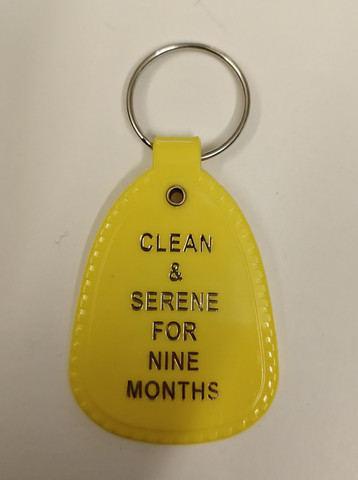 CLEAN
&
SERENE
FOR
NINE
MONTHS